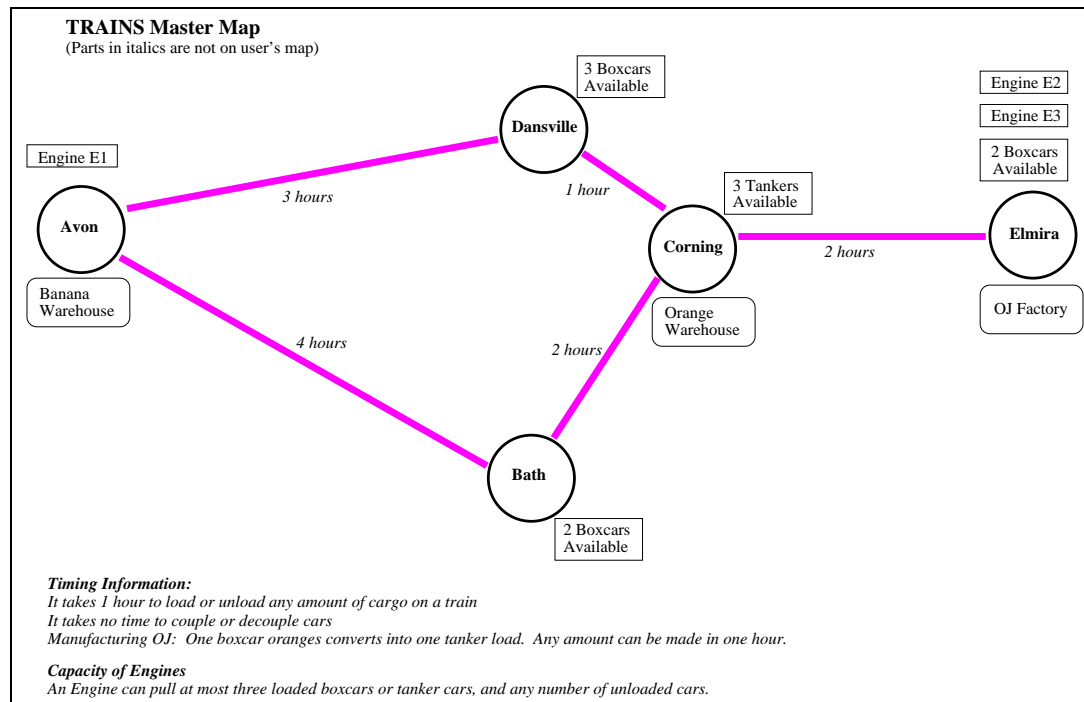 TRAINS Master Map
(Parts in italics are not on user's map)
3 Boxcars
Available
Engine E2
Engine E3
Dansville
Engine E1
2 Boxcars
Available
3 hours
1 hour
3 Tankers
Available
Avon
Corning
Elmira
2 hours
Banana
Warehouse
Orange
Warehouse
OJ Factory
4 hours
2 hours
Bath
2 Boxcars
Available
Timing Information:
It takes 1 hour to load or unload any amount of cargo on a train
It takes no time to couple or decouple cars
Manufacturing OJ: One boxcar oranges converts into one tanker load. Any amount can be made in one hour.
Capacity of Engines
An Engine can pull at most three loaded boxcars or tanker cars, and any number of unloaded cars.